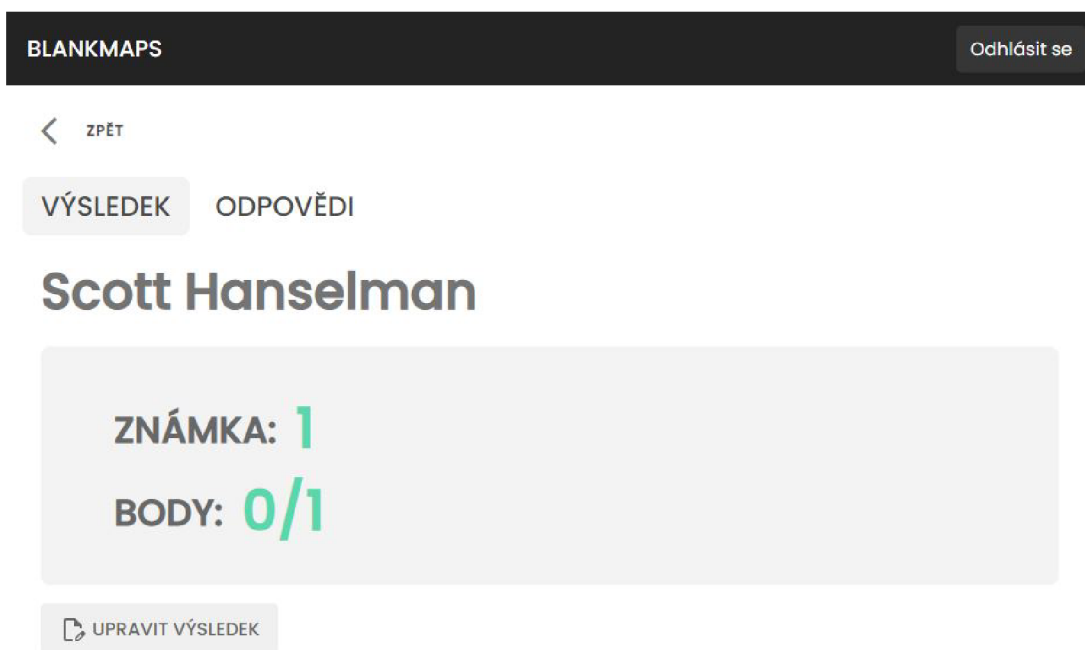 BLANKMAPS
Odhlásit se
ZPĚT
VÝSLEDEK ODPOVĚDI
Scott Hanselman
ZNÁMKA: 1
BODY: 0/1
UPRAVIT VÝSLEDEK